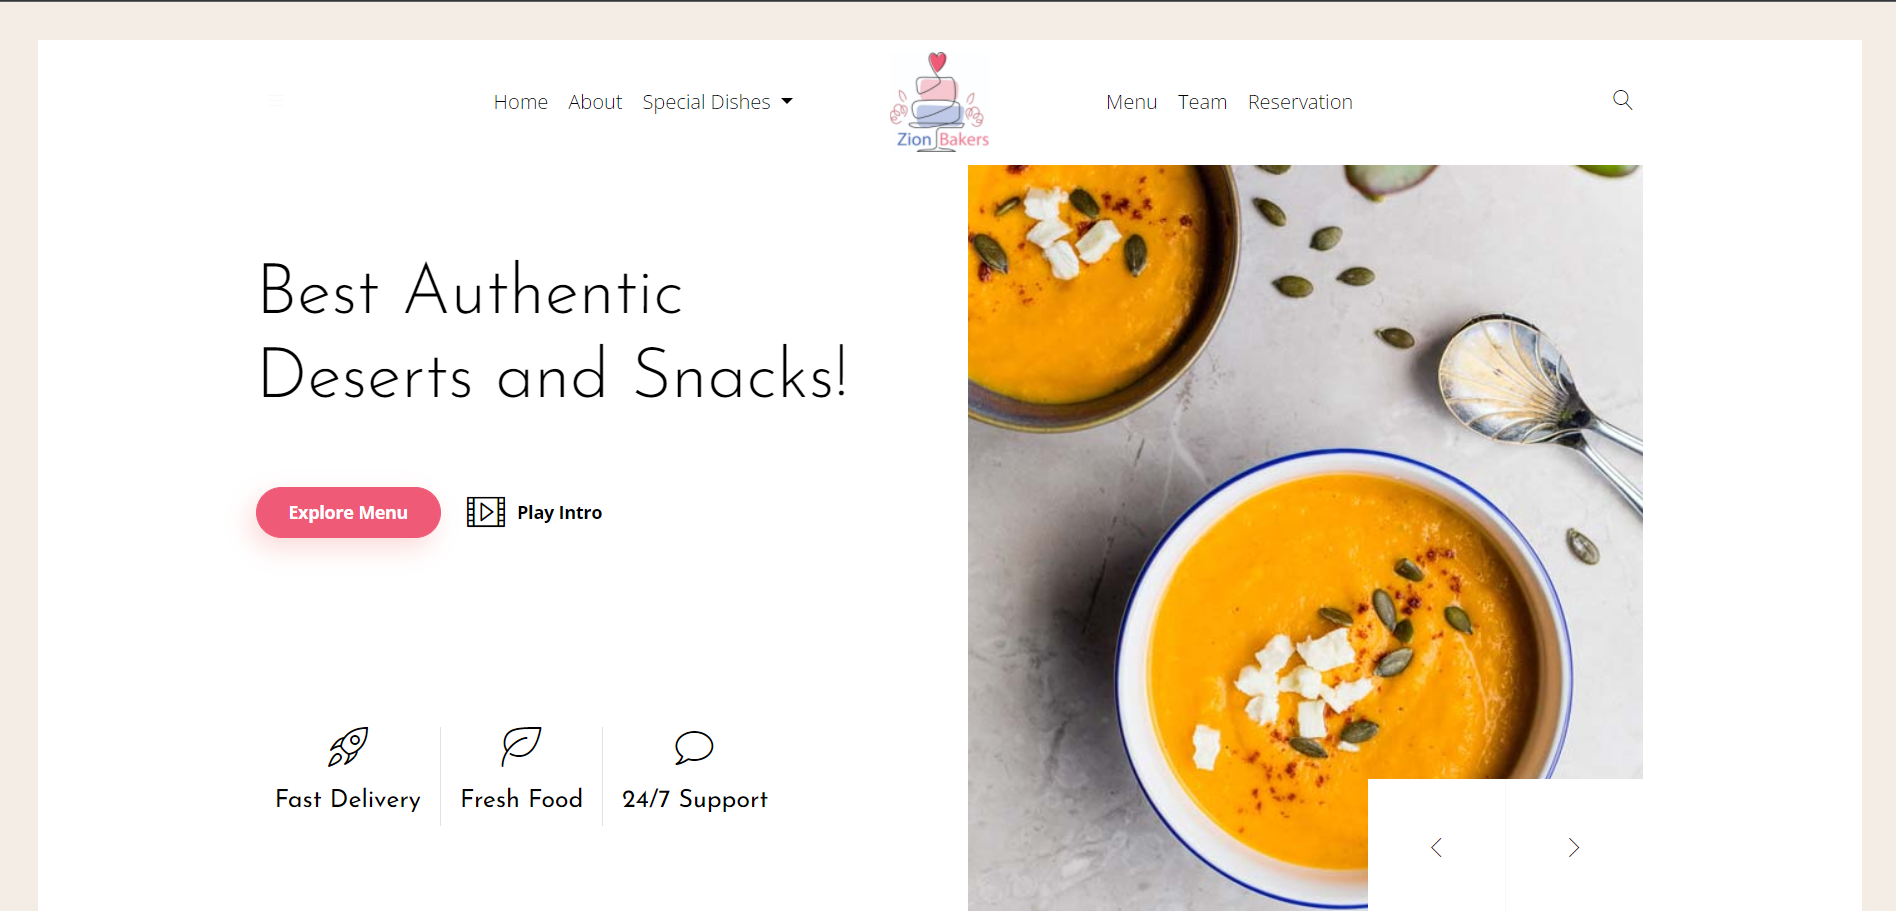 Home About Special Dishes
Zion Bakers
Menu Team Reservation
Best Authentic
Deserts and Snacks!
Explore Menu
Play Intro
Fast Delivery
Fresh Food
24/7 Support